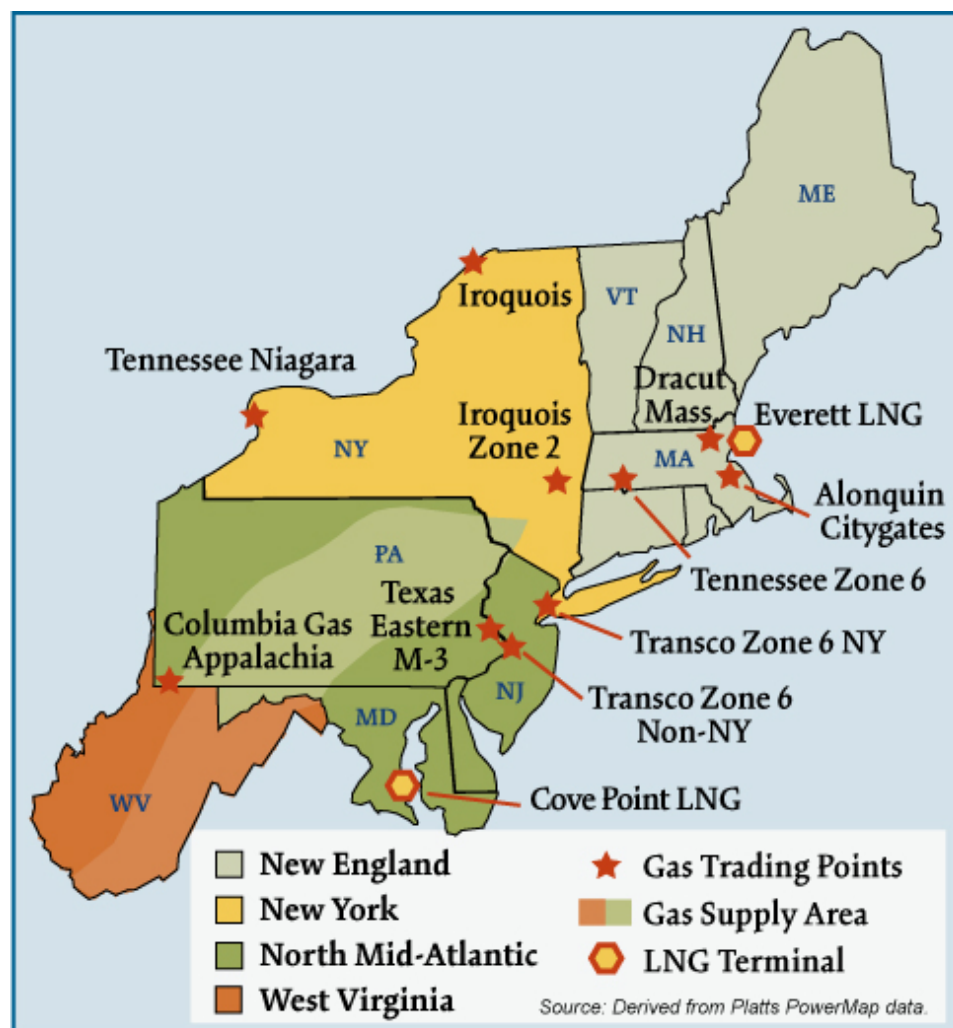 ME
VT
Iroquois
NH
Tennessee Niagara
Dracut
Mass.
Everett LNG
Iroquois
Zone 2
NY
MA
Alonquin
Citygates
PA
Tennessee Zone 6
Texas
Eastern
M-3
Columbia Gas
Appalachia
Transco Zone 6 NY
NJ
Transco Zone 6
Non-NY
MD
WV
Cove Point LNG
New England
New York
North Mid-Atlantic
West Virginia
Gas Trading Points
Gas Supply Area
LNG Terminal
Source: Derived from Platts PowerMap data.